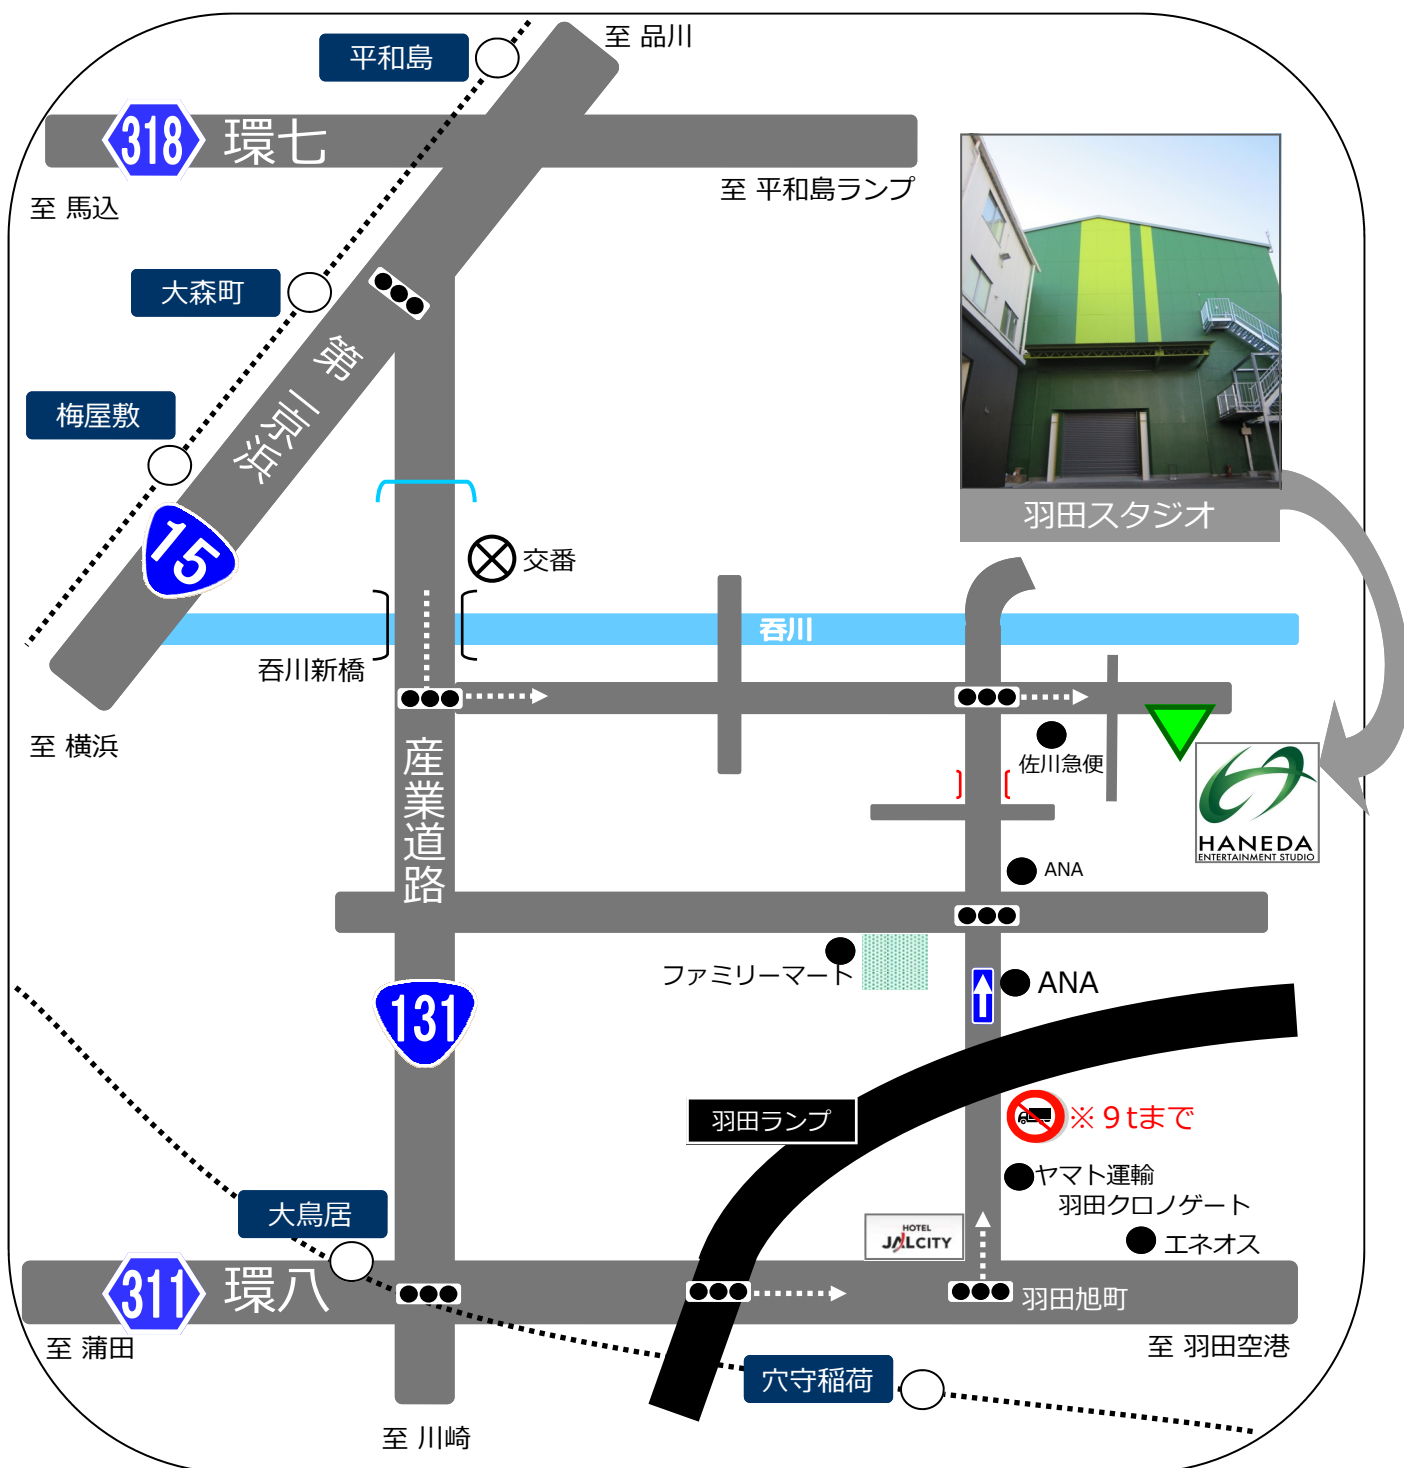 平和島
至 品川
318
環七
至 馬込
至 平和島ランプ
大森町
第一京浜
梅屋敷
15
羽田スタジオ
交番
呑川
呑川新橋
至 横浜
産業道路
佐川急便
HANEDA
ENTERTAINMENT STUDIO
ANA
ファミリーマート
ANA
131
羽田ランプ
※９tまで
ヤマト運輸
羽田クロノゲート
大鳥居
HOTEL
JALCITY
エネオス
311
環八
羽田旭町
至 蒲田
至 羽田空港
穴守稲荷
至 川崎